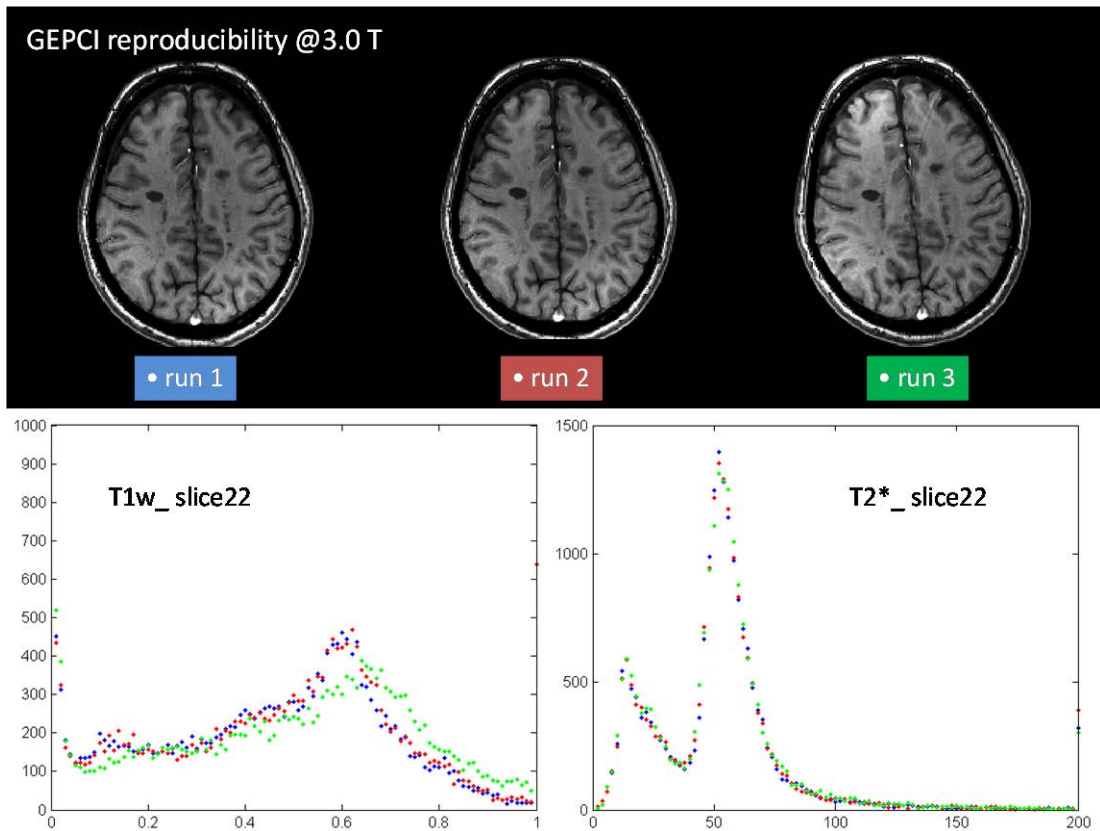 GEPCI reproducibility @3.0 T
• run 1
• run 2
• run 3
1000
900
800
700
600
500
400
300
200
100
0
T1w_ slice22
0 0.2 0.4 0.6 0.8 1
1500
1000
500
0
T2*_ slice22
0 50 100 150 200